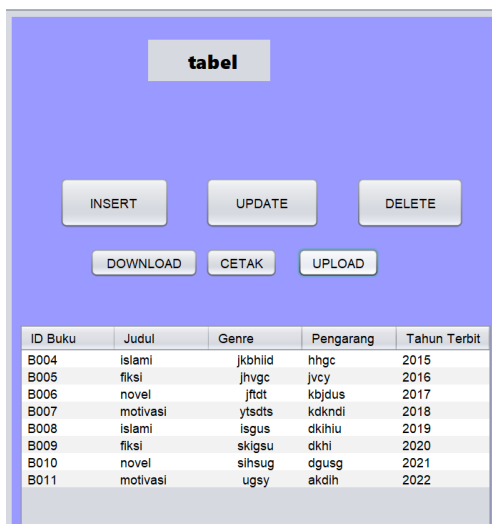 tabel
INSERT UPDATE DELETE
DOWNLOAD CETAK UPLOAD
ID Buku Judul Genre Pengarang Tahun Terbit
B004 islami jkbhiid hhgc 2015
B005 fiksi jhvgc jvcy 2016
B006 novel jftdt kbjdus 2017
B007 motivasi ytsdts kdkndi 2018
B008 islami isgus dkihiu 2019
B009 fiksi skigsu dkhi 2020
B010 novel sihsug dgusg 2021
B011 motivasi ugsy akdih 2022